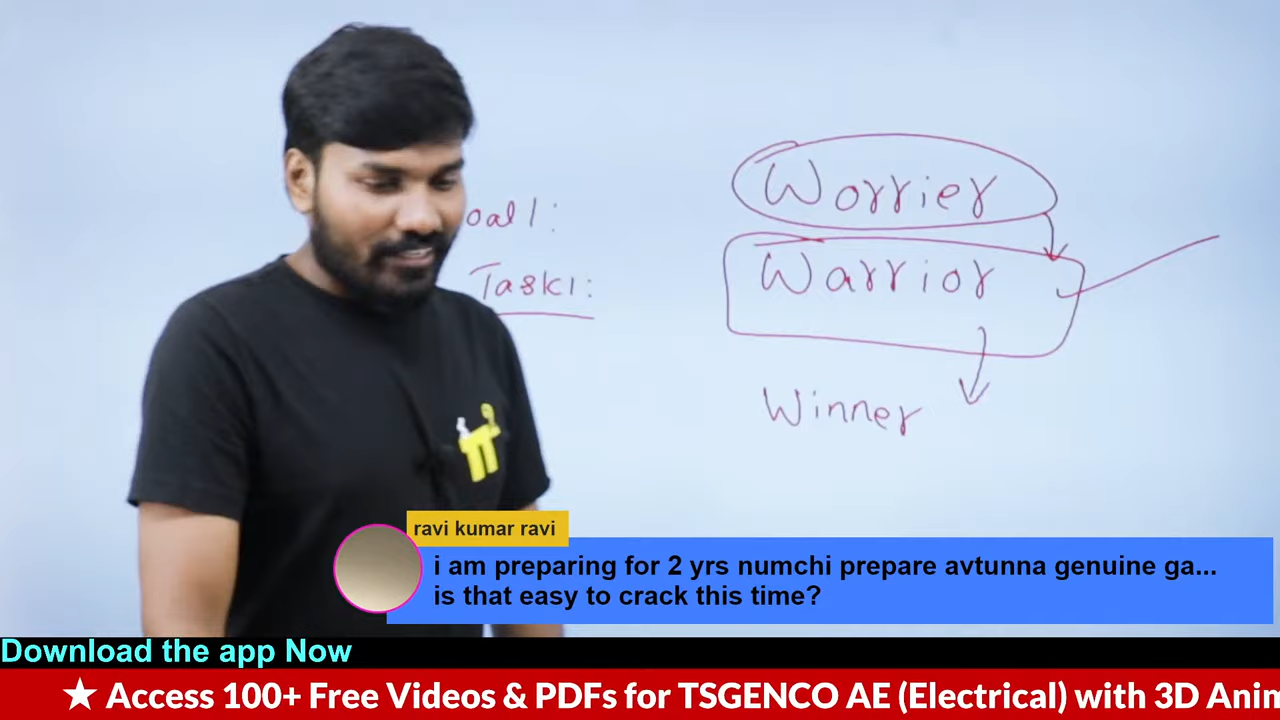 oal 1:
Task1:
Worrier
Warrior
Winner
ravi kumar ravi
i am preparing for 2 yrs numchi prepare avtunna genuine ga...
is that easy to crack this time?
Download the app Now
★ Access 100+ Free Videos & PDFs for TSGENCO AE (Electrical) with 3D Anim